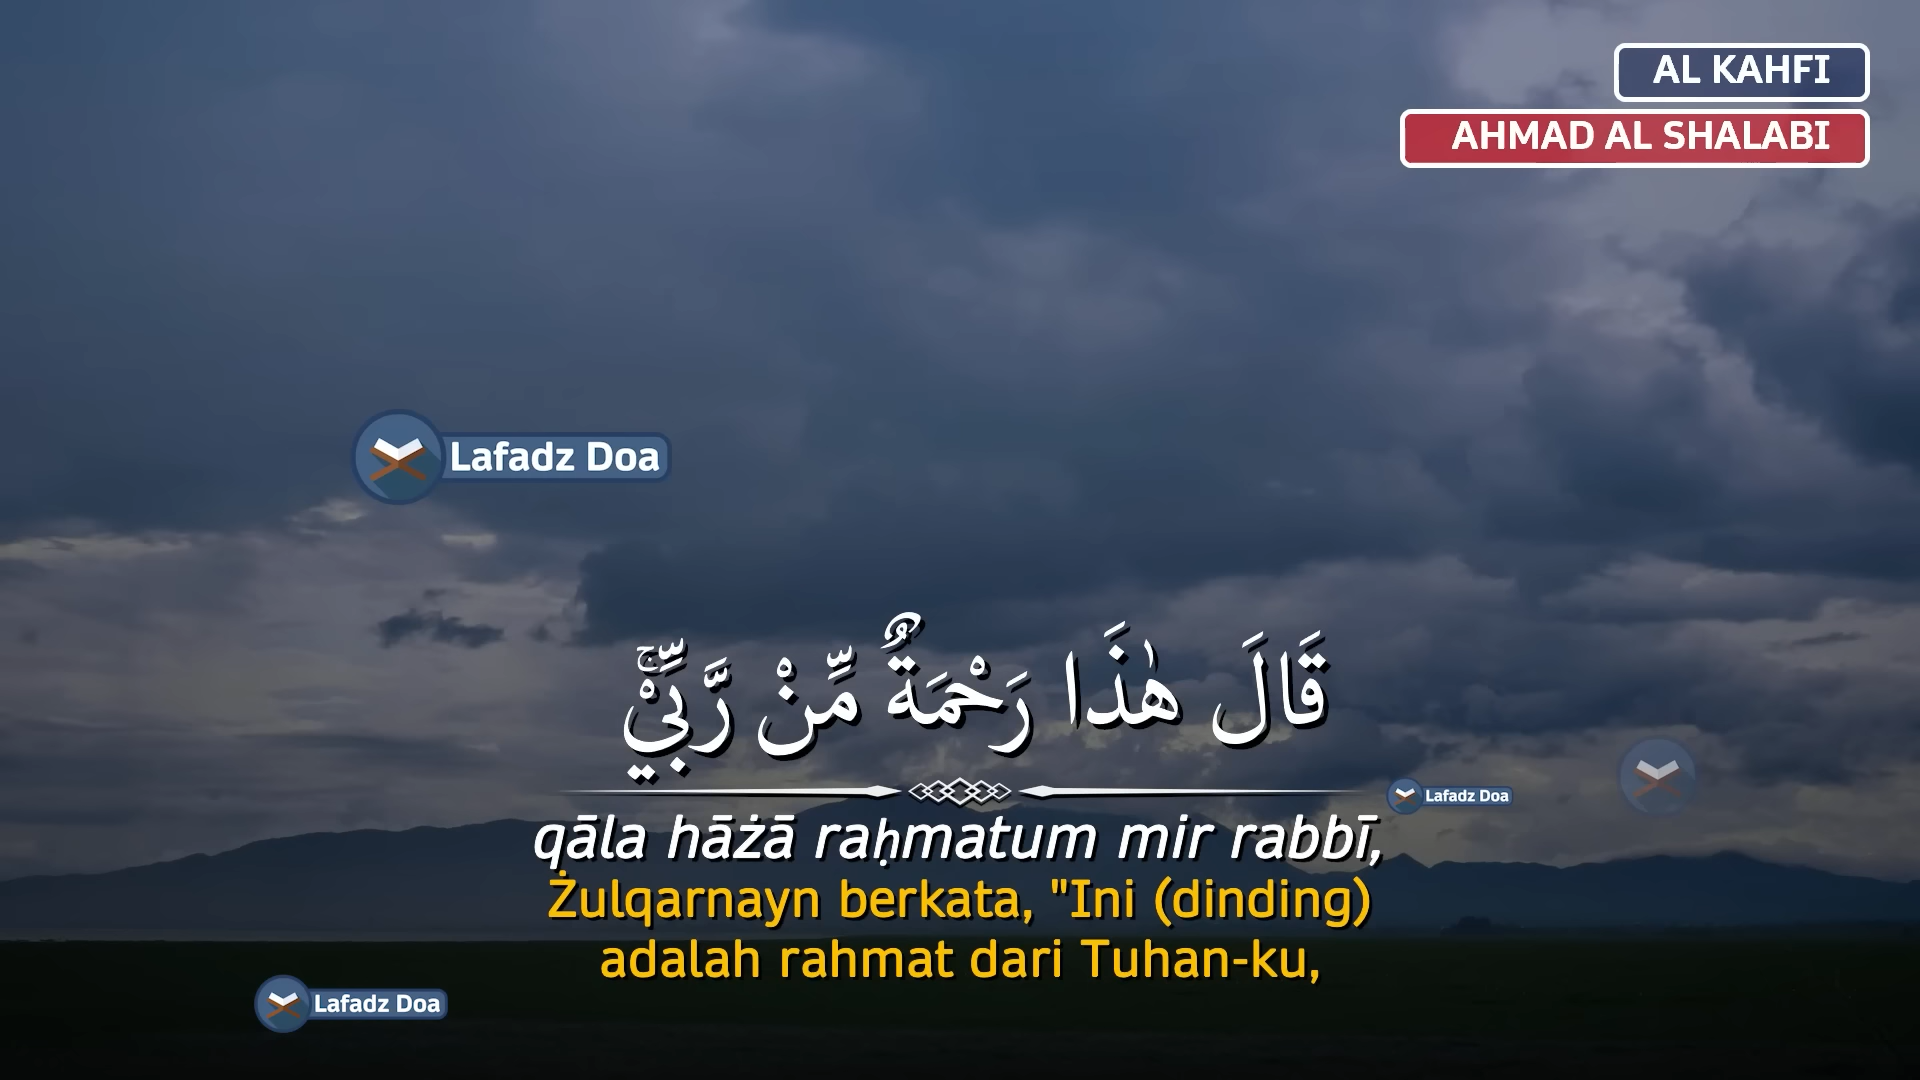 AL KAHFI
AHMAD AL SHALABI
Lafadz Doa
قَالَ هٰذَا رَحْمَةٌ مِّنْ رَّبِّيْۚ
Lafadz Doa
qāla hāżā raḥmatum mir rabbī,
Żulqarnayn berkata, "Ini (dinding)
adalah rahmat dari Tuhan-ku,
Lafadz Doa